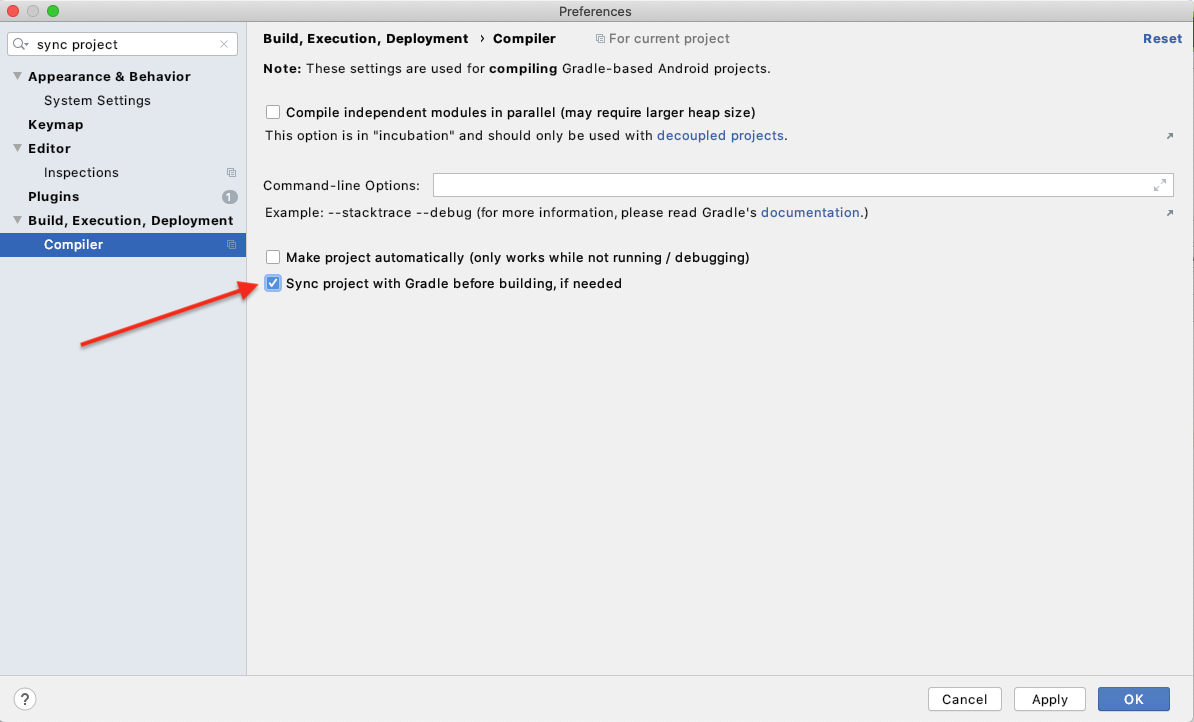 Preferences
sync project
Appearance & Behavior
System Settings
Keymap
Editor
Inspections
Plugins
1
Build, Execution, Deployment
Compiler
Build, Execution, Deployment › Compiler
For current project
Reset
Note: These settings are used for compiling Gradle-based Android projects.
Compile independent modules in parallel (may require larger heap size)
This option is in "incubation" and should only be used with decoupled projects.
Command-line Options:
Example: --stacktrace --debug (for more information, please read Gradle's documentation.)
Make project automatically (only works while not running / debugging)
Sync project with Gradle before building, if needed
?
Cancel
Apply
OK